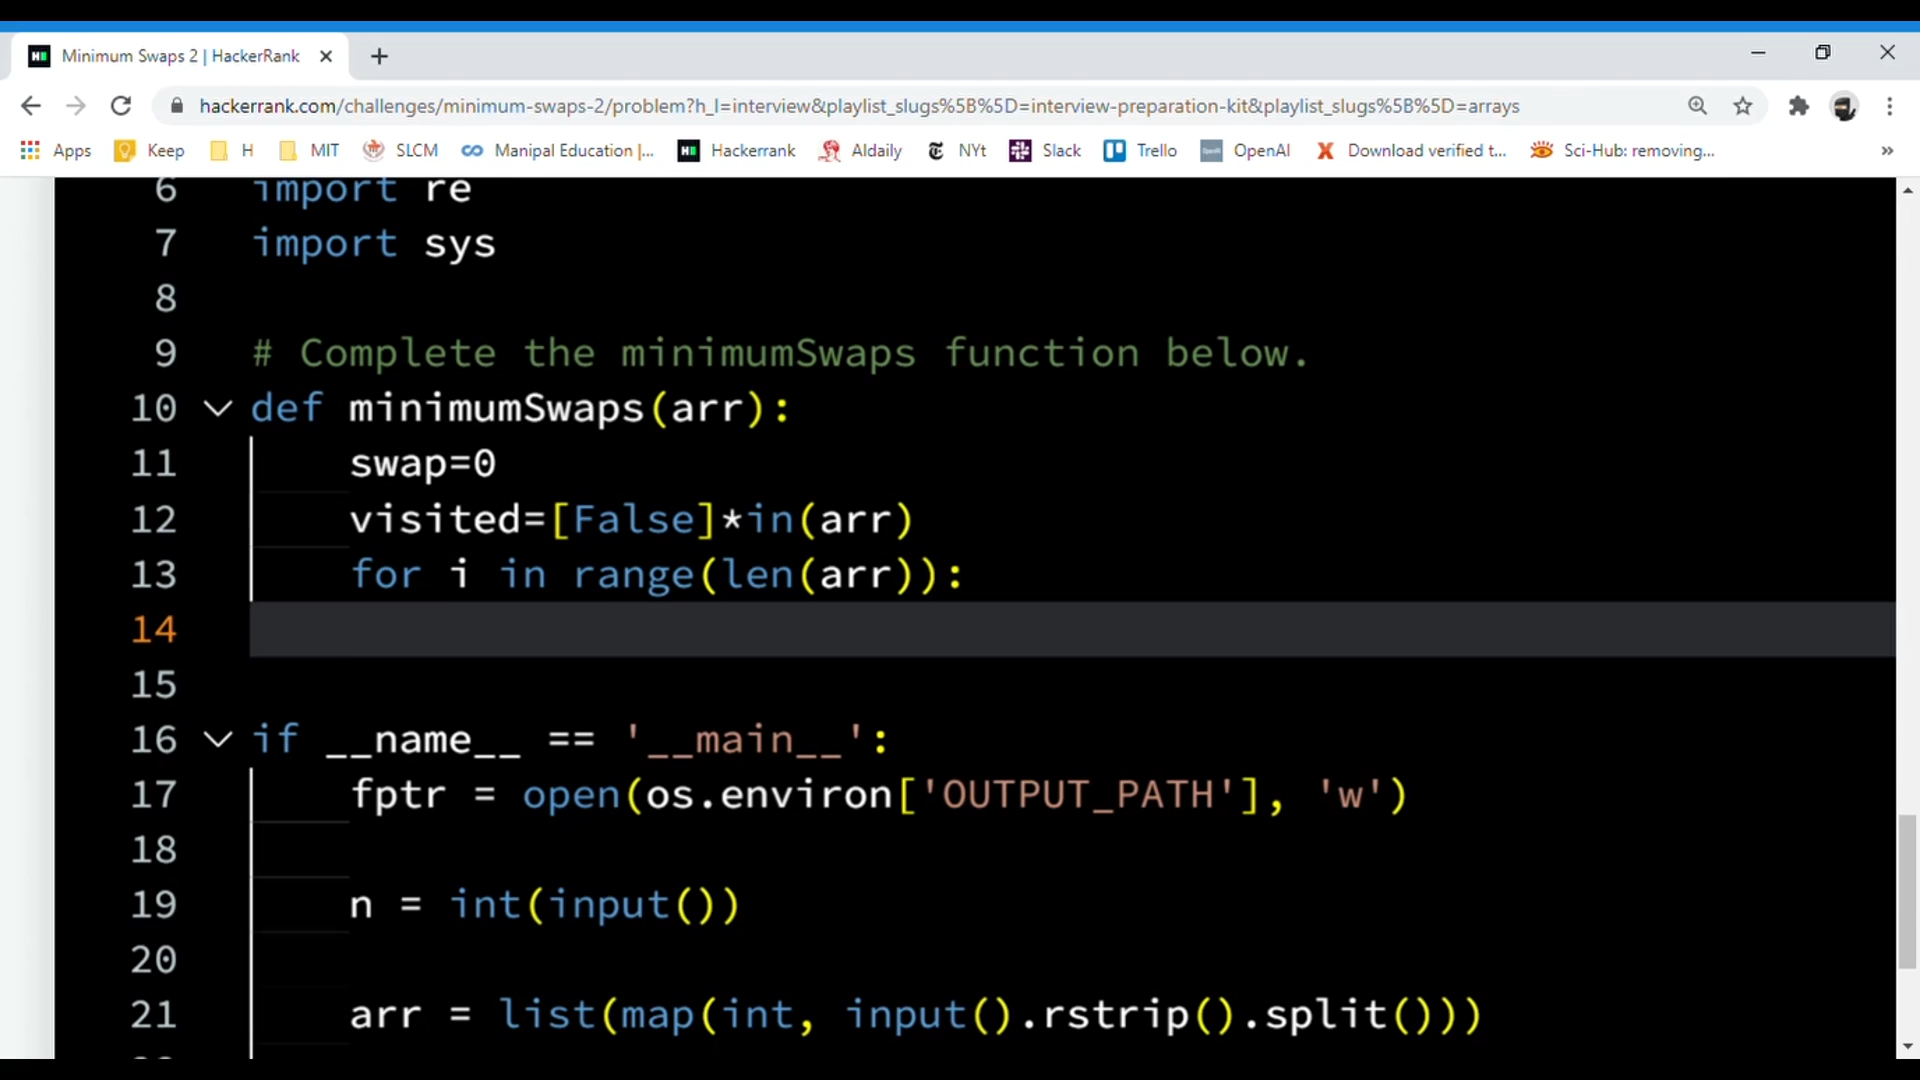 Minimum Swaps 2 | HackerRank
hackerrank.com/challenges/minimum-swaps-2/problem?h_l=interview&playlist_slugs%5B%5D=interview-preparation-kit&playlist_slugs%5B%5D=arrays
Apps Keep H MIT SLCM Manipal Education |... Hackerrank Aldaily NYt Slack Trello OpenAI Download verified t... Sci-Hub: removing... »
6 import re
7 import sys
8
9 # Complete the minimumSwaps function below.
10 def minimumSwaps(arr):
11 swap=0
12 visited=[False]*in(arr)
13 for i in range(len(arr)):
14
15
16 if __name__ == '__main__':
17 fptr = open(os.environ['OUTPUT_PATH'], 'w')
18
19 n = int(input())
20
21 arr = list(map(int, input().rstrip().split()))